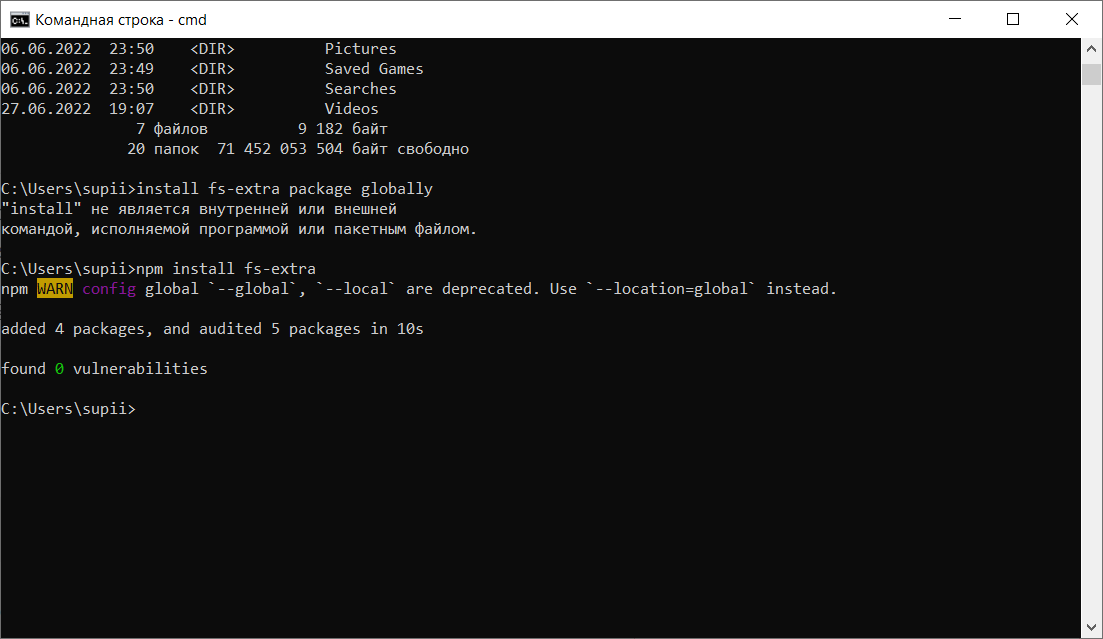 Командная строка - cmd
06.06.2022  23:50    <DIR>          Pictures
06.06.2022  23:49    <DIR>          Saved Games
06.06.2022  23:50    <DIR>          Searches
27.06.2022  19:07    <DIR>          Videos
               7 файлов          9 182 байт
              20 папок  71 452 053 504 байт свободно
C:\Users\supii>install fs-extra package globally
"install" не является внутренней или внешней
командой, исполняемой программой или пакетным файлом.
C:\Users\supii>npm install fs-extra
npm WARN config global `--global`, `--local` are deprecated. Use `--location=global` instead.
added 4 packages, and audited 5 packages in 10s
found 0 vulnerabilities
C:\Users\supii>